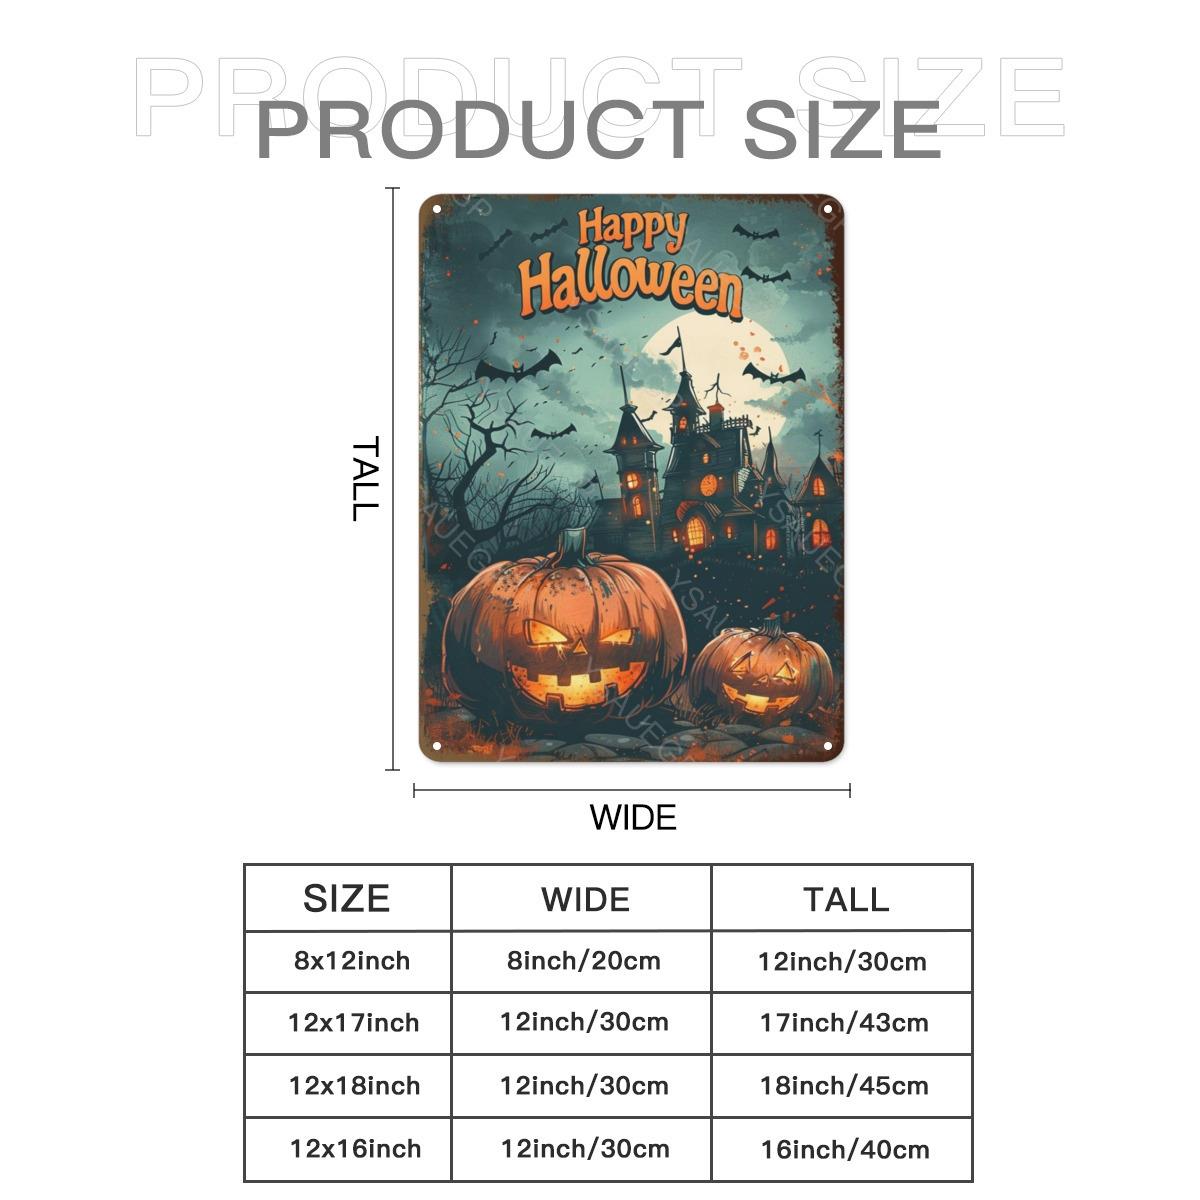 PRODUCT SIZE
PRODUCT SIZE
Happy
Halloween
TALL
WIDE
SIZE WIDE TALL
8x12inch 8inch/20cm 12inch/30cm
12x17inch 12inch/30cm 17inch/43cm
12x18inch 12inch/30cm 18inch/45cm
12x16inch 12inch/30cm 16inch/40cm